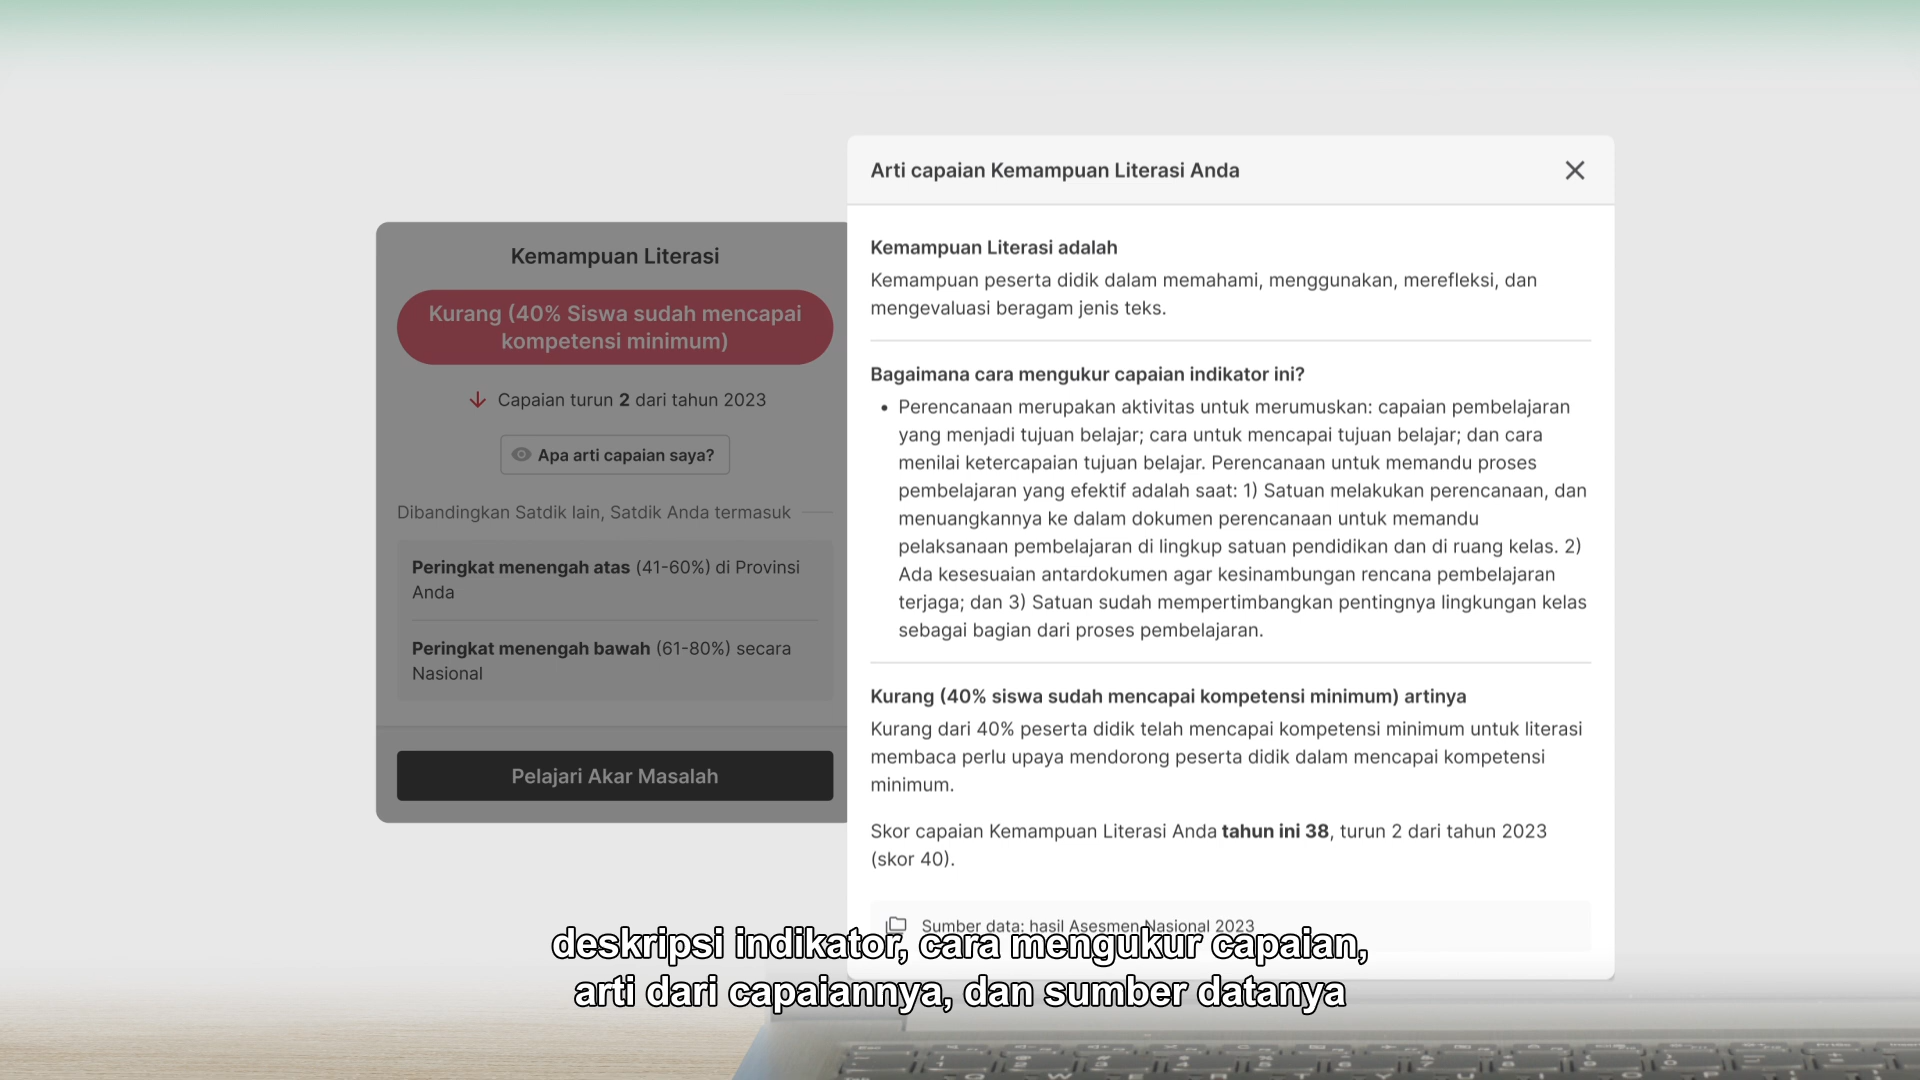 Kemampuan Literasi
Kurang (40% Siswa sudah mencapai
kompetensi minimum)
Capaian turun 2 dari tahun 2023
Apa arti capaian saya?
Dibandingkan Satdik lain, Satdik Anda termasuk
Peringkat menengah atas (41-60%) di Provinsi
Anda
Peringkat menengah bawah (61-80%) secara
Nasional
Pelajari Akar Masalah
Arti capaian Kemampuan Literasi Anda
Kemampuan Literasi adalah
Kemampuan peserta didik dalam memahami, menggunakan, merefleksi, dan
mengevaluasi beragam jenis teks.
Bagaimana cara mengukur capaian indikator ini?
• Perencanaan merupakan aktivitas untuk merumuskan: capaian pembelajaran
yang menjadi tujuan belajar; cara untuk mencapai tujuan belajar; dan cara
menilai ketercapaian tujuan belajar. Perencanaan untuk memandu proses
pembelajaran yang efektif adalah saat: 1) Satuan melakukan perencanaan, dan
menuangkannya ke dalam dokumen perencanaan untuk memandu
pelaksanaan pembelajaran di lingkup satuan pendidikan dan di ruang kelas. 2)
Ada kesesuaian antardokumen agar kesinambungan rencana pembelajaran
terjaga; dan 3) Satuan sudah mempertimbangkan pentingnya lingkungan kelas
sebagai bagian dari proses pembelajaran.
Kurang (40% siswa sudah mencapai kompetensi minimum) artinya
Kurang dari 40% peserta didik telah mencapai kompetensi minimum untuk literasi
membaca perlu upaya mendorong peserta didik dalam mencapai kompetensi
minimum.
Skor capaian Kemampuan Literasi Anda tahun ini 38, turun 2 dari tahun 2023
(skor 40).
Sumber data: hasil Asesmen Nasional 2023
deskripsi indikator, cara mengukur capaian,
arti dari capaiannya, dan sumber datanya